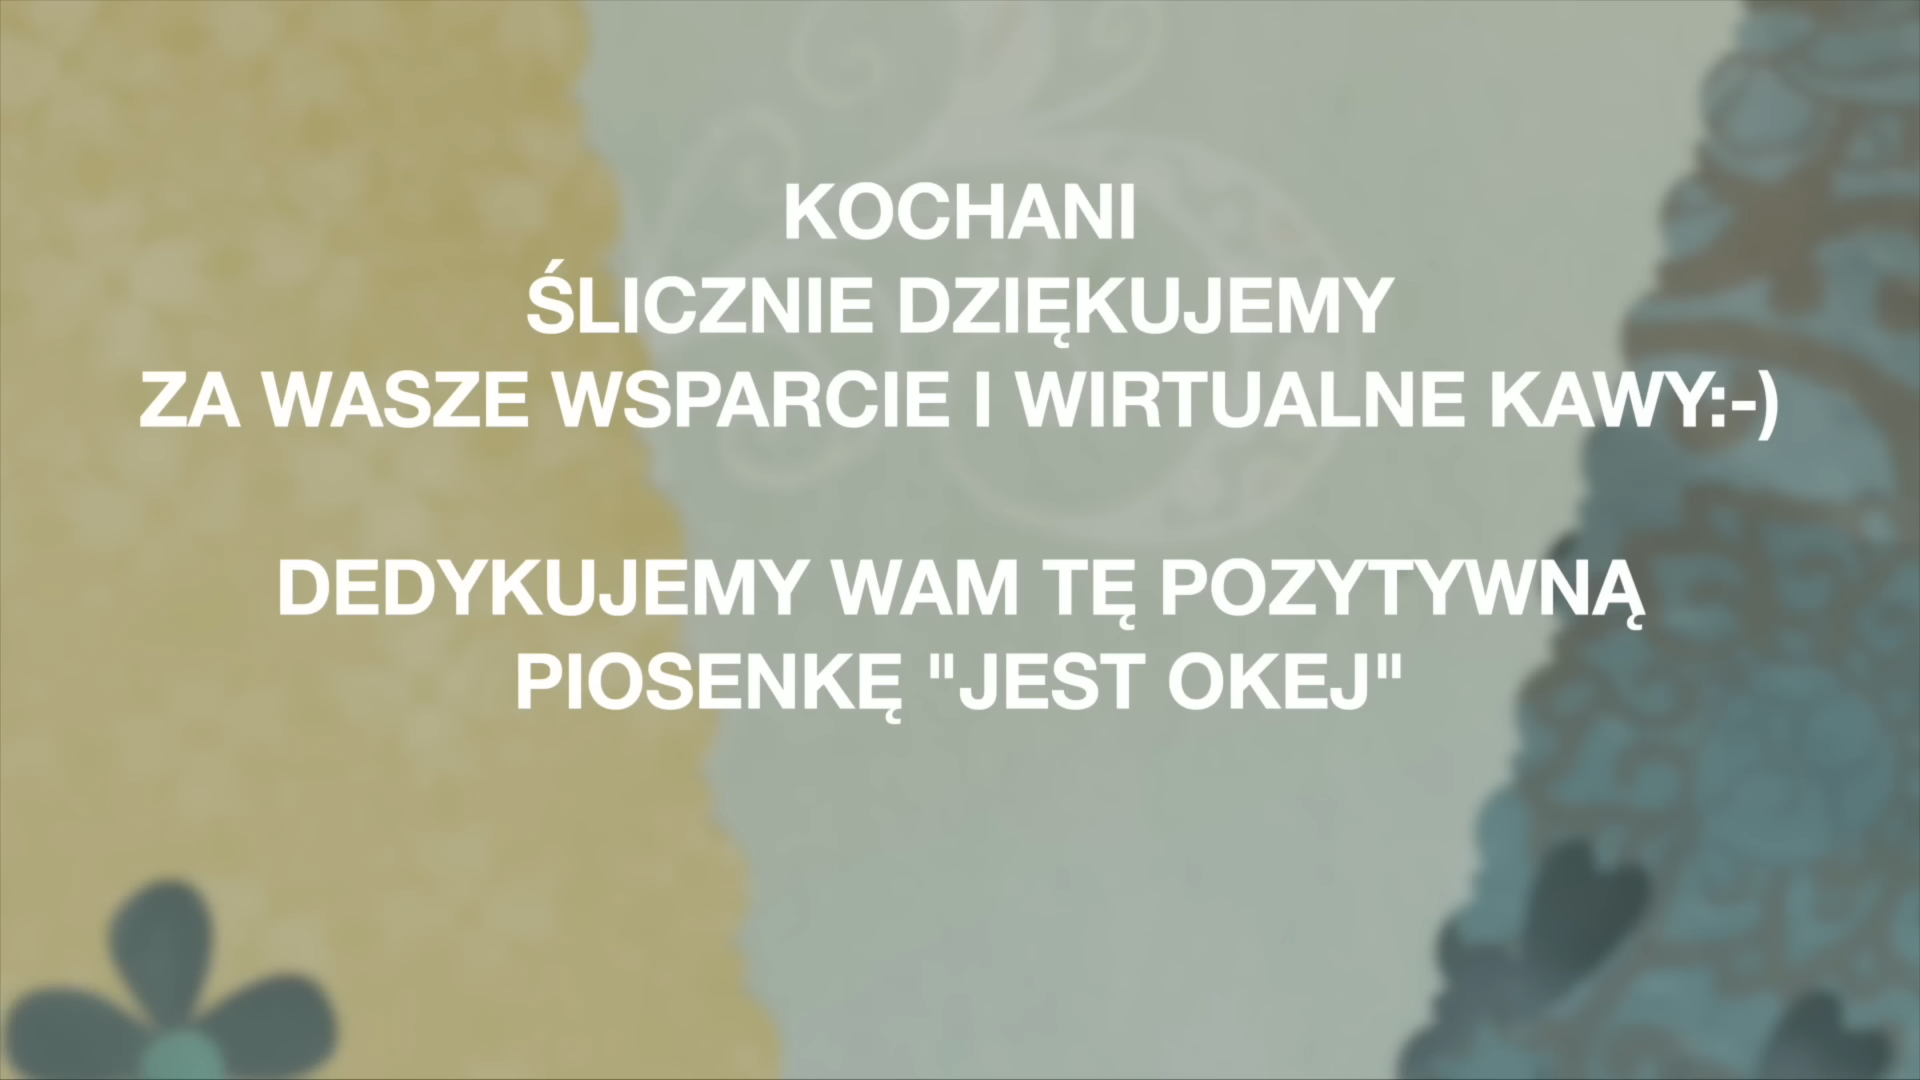 KOCHANI
ŚLICZNIE DZIĘKUJEMY
ZA WASZE WSPARCIE I WIRTUALNE KAWY:-)
DEDYKUJEMY WAM TĘ POZYTYWNĄ
PIOSENKĘ "JEST OKEJ"